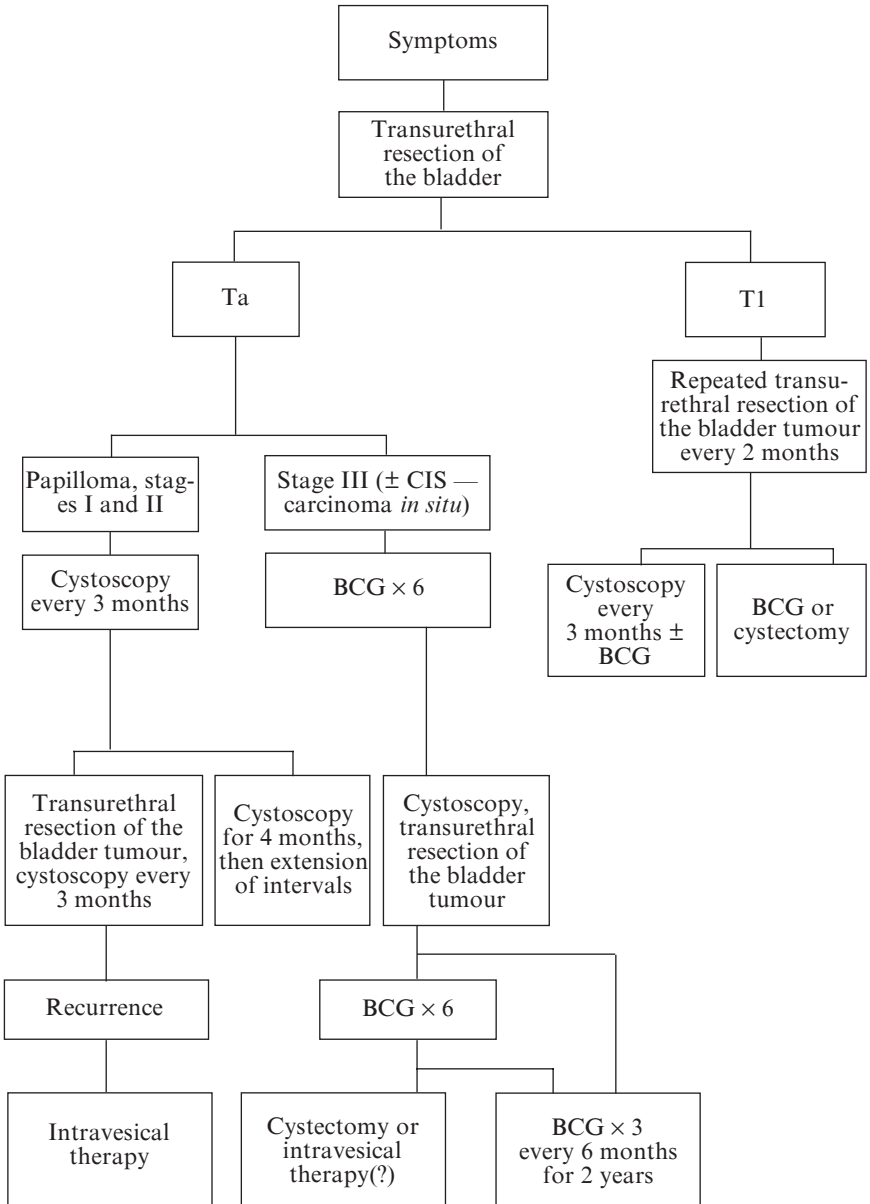 Symptoms
Transurethral
resection of
the bladder
Ta
T1
Repeated transu-
rethral resection of
the bladder tumour
every 2 months
Papilloma, stag-
es I and II
Stage III (± CIS —
carcinoma in situ)
Cystoscopy
every 3 months
BCG × 6
Cystoscopy
every
3 months ±
BCG
BCG or
cystectomy
Transurethral
resection of the
bladder tumour,
cystoscopy every
3 months
Cystoscopy
for 4 months,
then extension
of intervals
Cystoscopy,
transurethral
resection of
the bladder
tumour
Recurrence
BCG × 6
Intravesical
therapy
Cystectomy or
intravesical
therapy(?)
BCG × 3
every 6 months
for 2 years